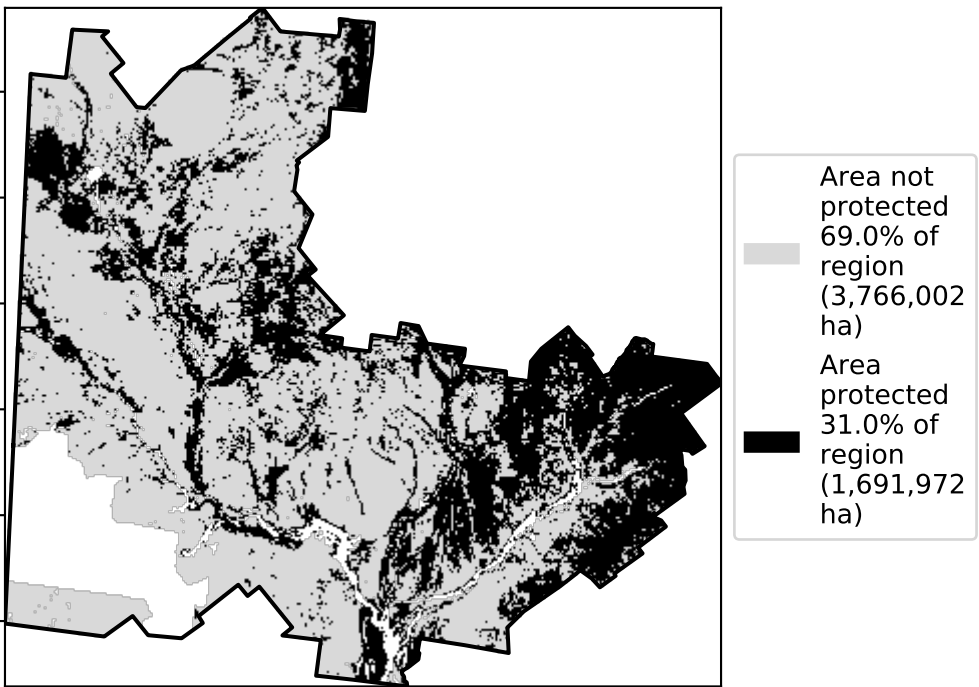 Area not
protected
69.0% of
region
(3,766,002
ha)
Area
protected
31.0% of
region
(1,691,972
ha)